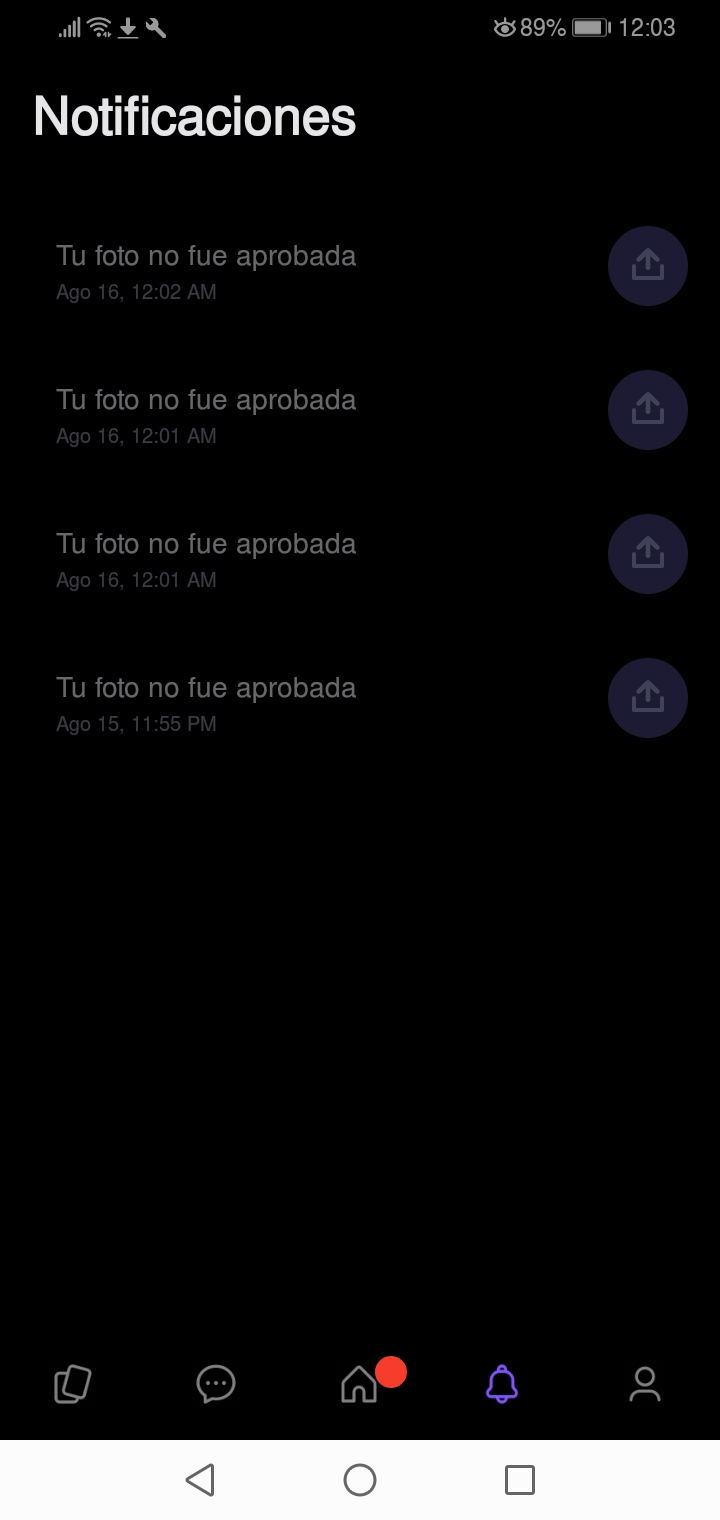 89% 12:03
Notificaciones
Tu foto no fue aprobada
Ago 16, 12:02 AM
Tu foto no fue aprobada
Ago 16, 12:01 AM
Tu foto no fue aprobada
Ago 16, 12:01 AM
Tu foto no fue aprobada
Ago 15, 11:55 PM